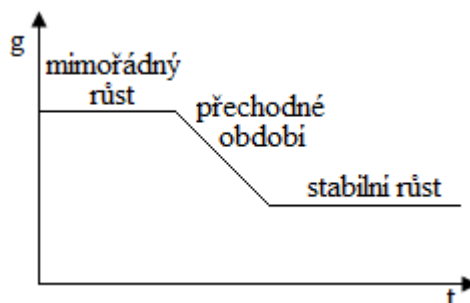 g
mimořádný
růst
přechodné
období
stabilní růst
t